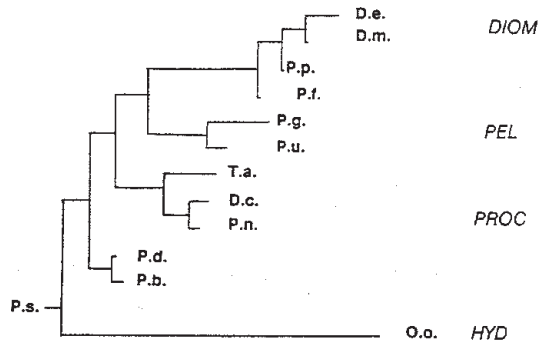 D.e.
D.m. DIOM
P.p.
P.f.
P.g.
P.u. PEL
T.a.
D.c.
P.n. PROC
P.d.
P.b.
P.s.
O.o. HYD